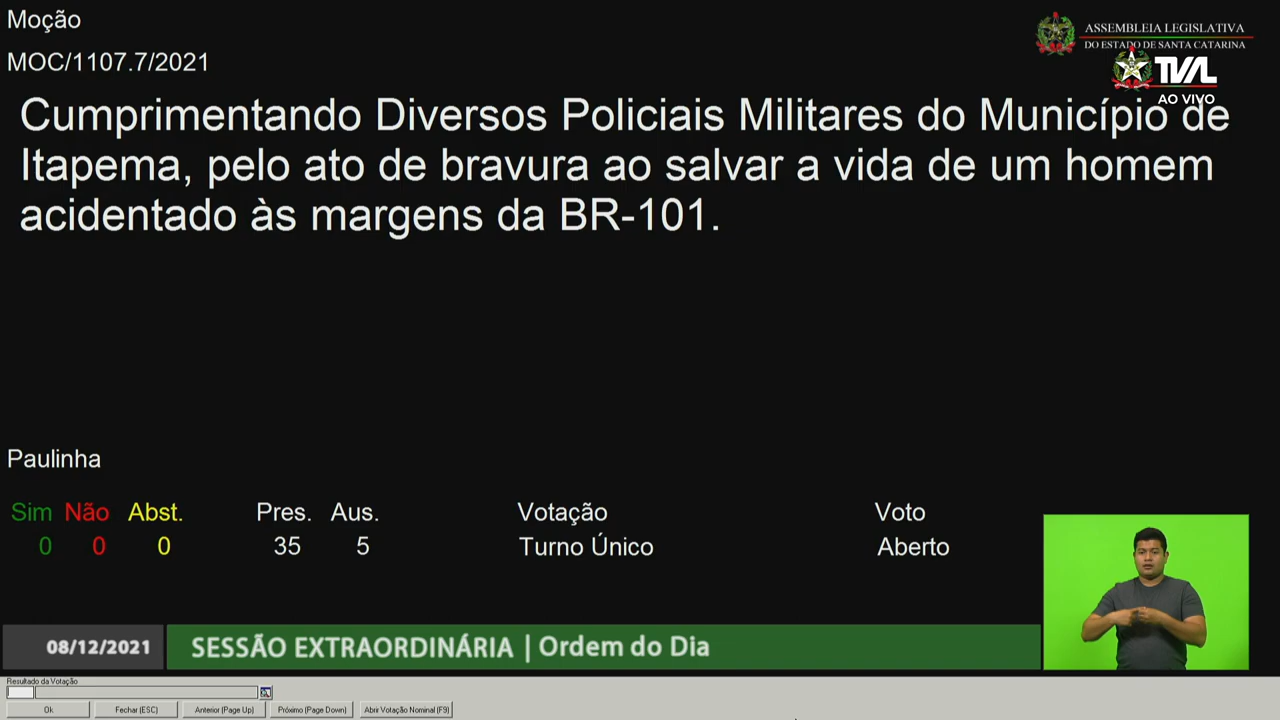 Moção
ASSEMBLEIA LEGISLATIVA
DO ESTADO DE SANTA CATARINA
MOC/1107.7/2021
TVAL
AO VIVO
Cumprimentando Diversos Policiais Militares do Município de
Itapema, pelo ato de bravura ao salvar a vida de um homem
acidentado às margens da BR-101.
Paulinha
Sim Não Abst. Pres. Aus. Votação Voto
0 0 0 35 5 Turno Único Aberto
08/12/2021 SESSÃO EXTRAORDINÁRIA | Ordem do Dia
Resultado da Votação
Ok Fechar (ESC) Anterior (Page Up) Próximo (Page Down) Abrir Votação Nominal (F9)